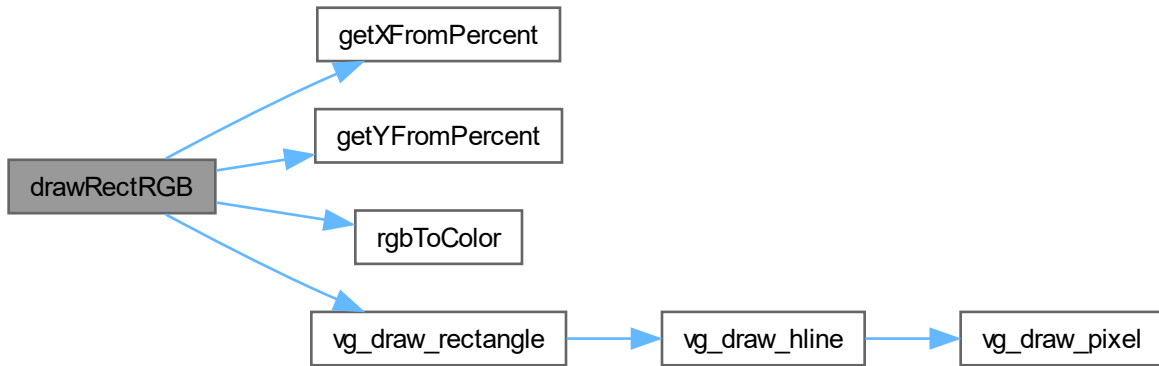 getXFromPercent
getYFromPercent
drawRectRGB
rgbToColor
vg_draw_rectangle
vg_draw_hline
vg_draw_pixel